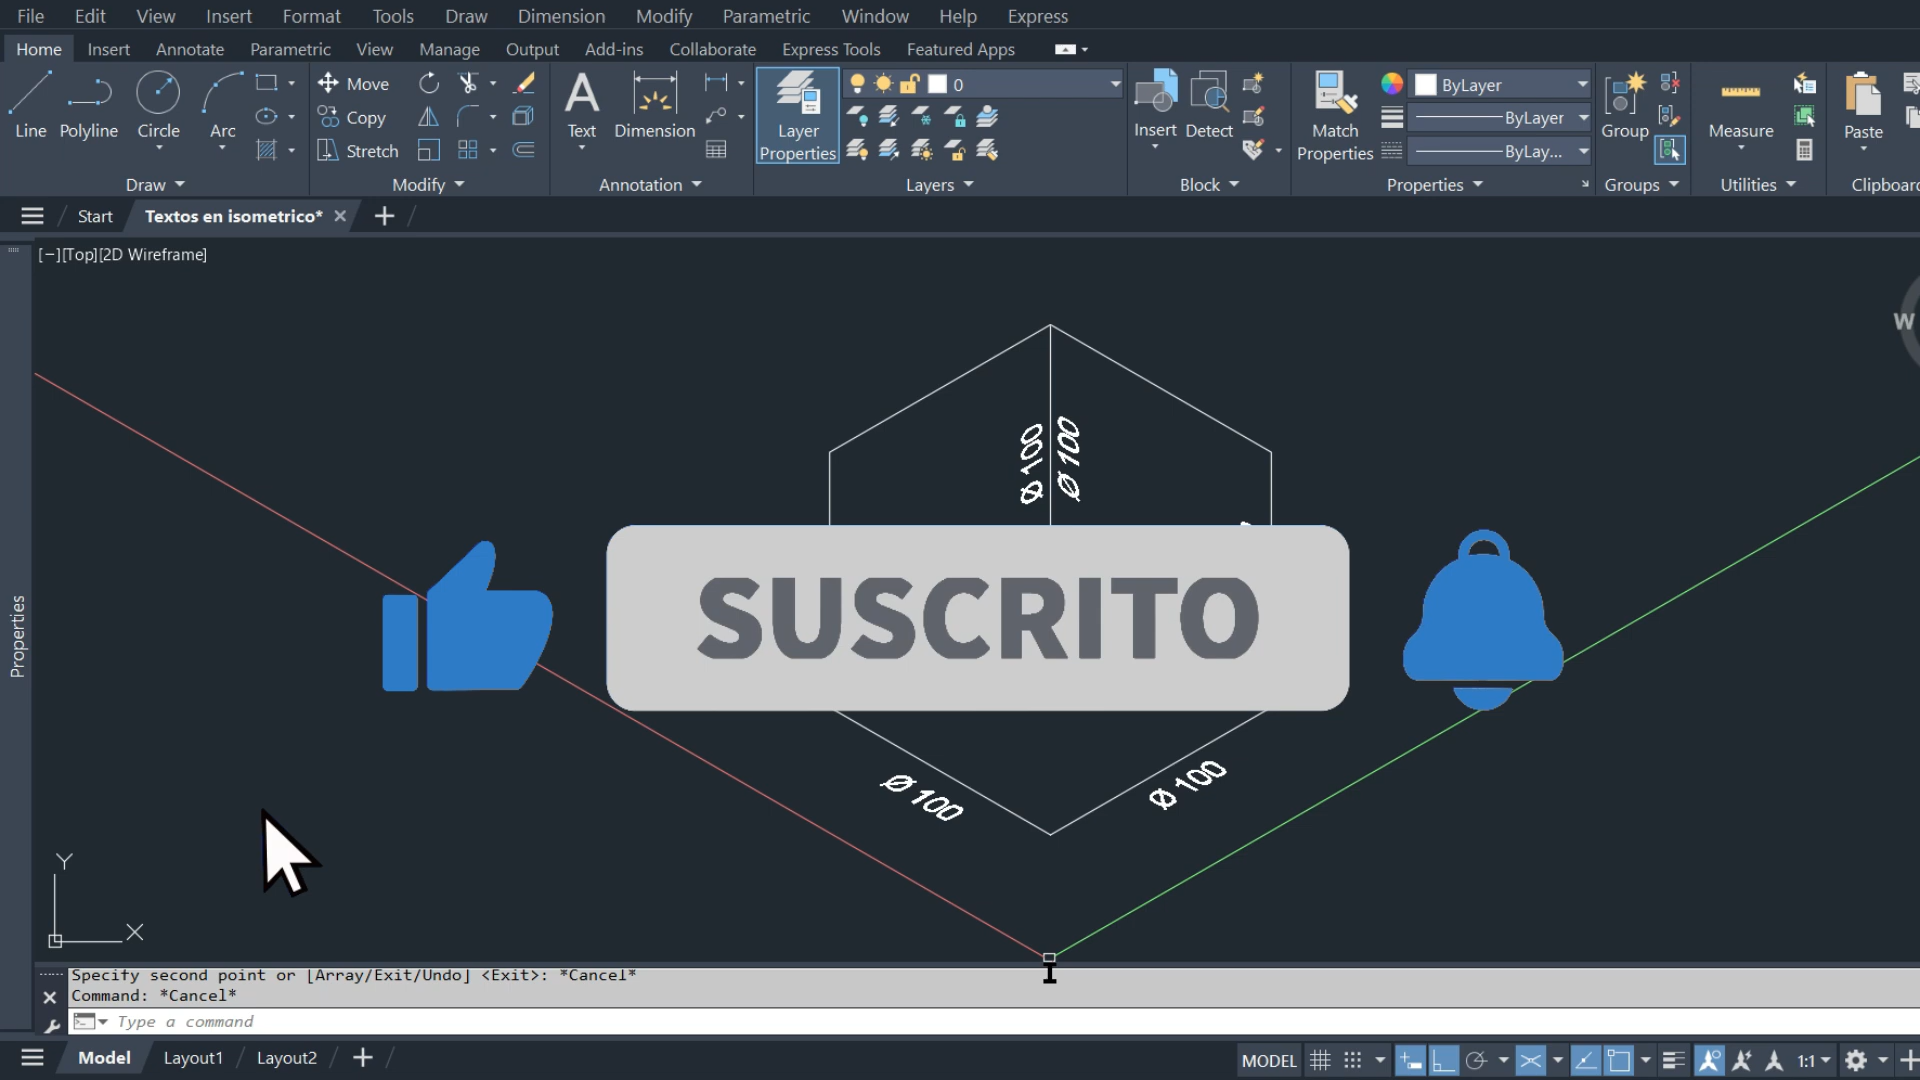 File Edit View Insert Format Tools Draw Dimension Modify Parametric Window Help Express
Home Insert Annotate Parametric View Manage Output Add-ins Collaborate Express Tools Featured Apps
Line Polyline Circle Arc
Move
Copy
Stretch
Text Dimension
Layer Properties
0
Insert Detect
Match Properties
ByLayer
ByLayer
ByLay...
Group
Measure
Paste
Draw Modify Annotation Layers Block Properties Groups Utilities Clipboar
Start Textos en isometrico*
[−][Top][2D Wireframe]
W
Ø 100
Ø 100
SUSCRITO
Properties
Ø 100
Ø 100
Y
X
Specify second point or [Array/Exit/Undo] <Exit>: *Cancel*
Command: *Cancel*
Type a command
Model Layout1 Layout2
MODEL 1:1